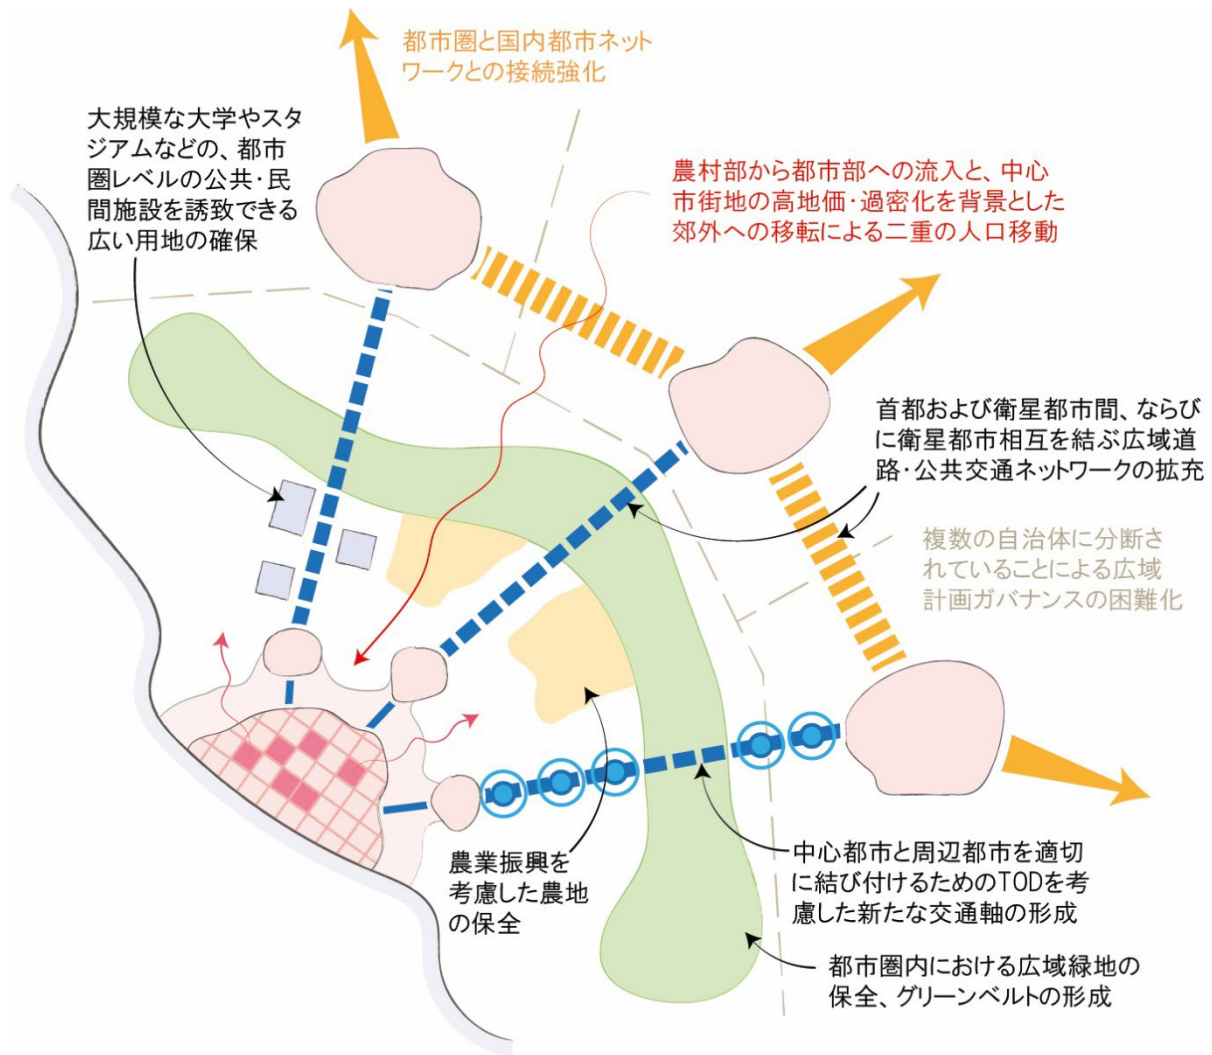 都市圏と国内都市ネット
ワークとの接続強化
大規模な大学やスタ
ジアムなどの、都市
圏レベルの公共・民
間施設を誘致できる
広い用地の確保
農村部から都市部への流入と、中心
市街地の高地価・過密化を背景とした
郊外への移転による二重の人口移動
首都および衛星都市間、ならび
に衛星都市相互を結ぶ広域道
路・公共交通ネットワークの拡充
複数の自治体に分断さ
れていることによる広域
計画ガバナンスの困難化
農業振興を
考慮した農地
の保全
中心都市と周辺都市を適切
に結び付けるためのTODを考
慮した新たな交通軸の形成
都市圏内における広域緑地の
保全、グリーンベルトの形成